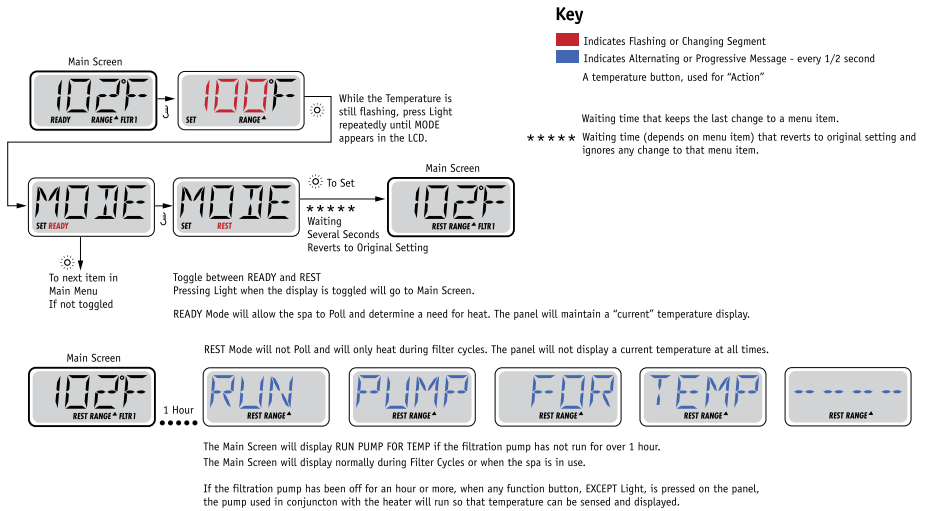 Key
Indicates Flashing or Changing Segment
Indicates Alternating or Progressive Message - every 1/2 second
A temperature button, used for “Action”
Waiting time that keeps the last change to a menu item.
***** Waiting time (depends on menu item) that reverts to original setting and
ignores any change to that menu item.
Main Screen
102°F
READY RANGE FLTR1
100°F
SET RANGE
While the Temperature is
still flashing, press Light
repeatedly until MODE
appears in the LCD.
MODE
SET READY
MODE
SET REST
To Set
*****
Waiting
Several Seconds
Reverts to Original Setting
Main Screen
102°F
REST RANGE FLTR1
To next item in
Main Menu
If not toggled
Toggle between READY and REST
Pressing Light when the display is toggled will go to Main Screen.
READY Mode will allow the spa to Poll and determine a need for heat. The panel will maintain a “current” temperature display.
REST Mode will not Poll and will only heat during filter cycles. The panel will not display a current temperature at all times.
Main Screen
102°F
REST RANGE FLTR1
1 Hour
RUN
REST RANGE
PUMP
REST RANGE
FOR
REST RANGE
TEMP
REST RANGE
-----
REST RANGE
The Main Screen will display RUN PUMP FOR TEMP if the filtration pump has not run for over 1 hour.
The Main Screen will display normally during Filter Cycles or when the spa is in use.
If the filtration pump has been off for an hour or more, when any function button, EXCEPT Light, is pressed on the panel,
the pump used in conjuncton with the heater will run so that temperature can be sensed and displayed.